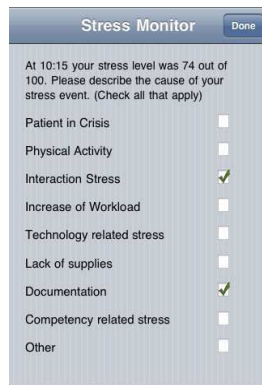 Stress Monitor Done
At 10:15 your stress level was 74 out of
100. Please describe the cause of your
stress event. (Check all that apply)
Patient in Crisis
Physical Activity
Interaction Stress
Increase of Workload
Technology related stress
Lack of supplies
Documentation
Competency related stress
Other